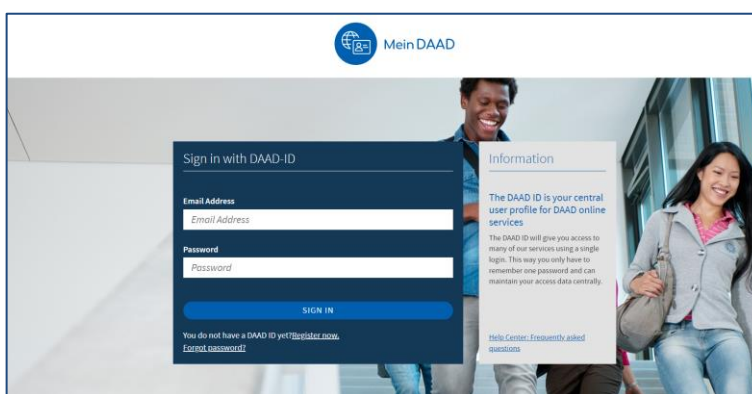 Mein DAAD
Sign in with DAAD-ID
Email Address
Email Address
Password
Password
SIGN IN
You do not have a DAAD ID yet?Register now.
Forgot password?
Information
The DAAD ID is your central
user profile for DAAD online
services
The DAAD ID will give you access to
many of our services using a single
login. This way you only have to
remember one password and can
maintain your access data centrally.
Help Center: Frequently asked
questions